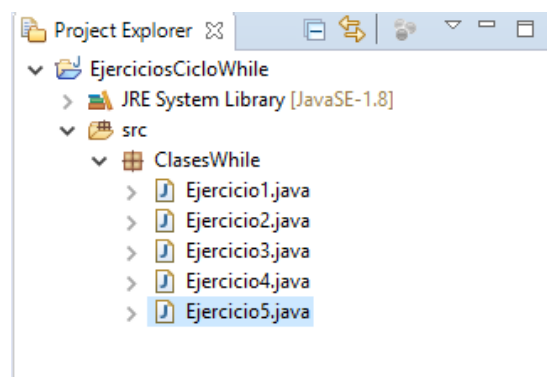 Project Explorer
EjerciciosCicloWhile
JRE System Library [JavaSE-1.8]
src
ClasesWhile
Ejercicio1.java
Ejercicio2.java
Ejercicio3.java
Ejercicio4.java
Ejercicio5.java